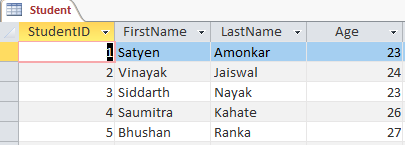 Student
StudentID FirstName LastName Age
1 Satyen Amonkar 23
2 Vinayak Jaiswal 24
3 Siddarth Nayak 23
4 Saumitra Kahate 26
5 Bhushan Ranka 27